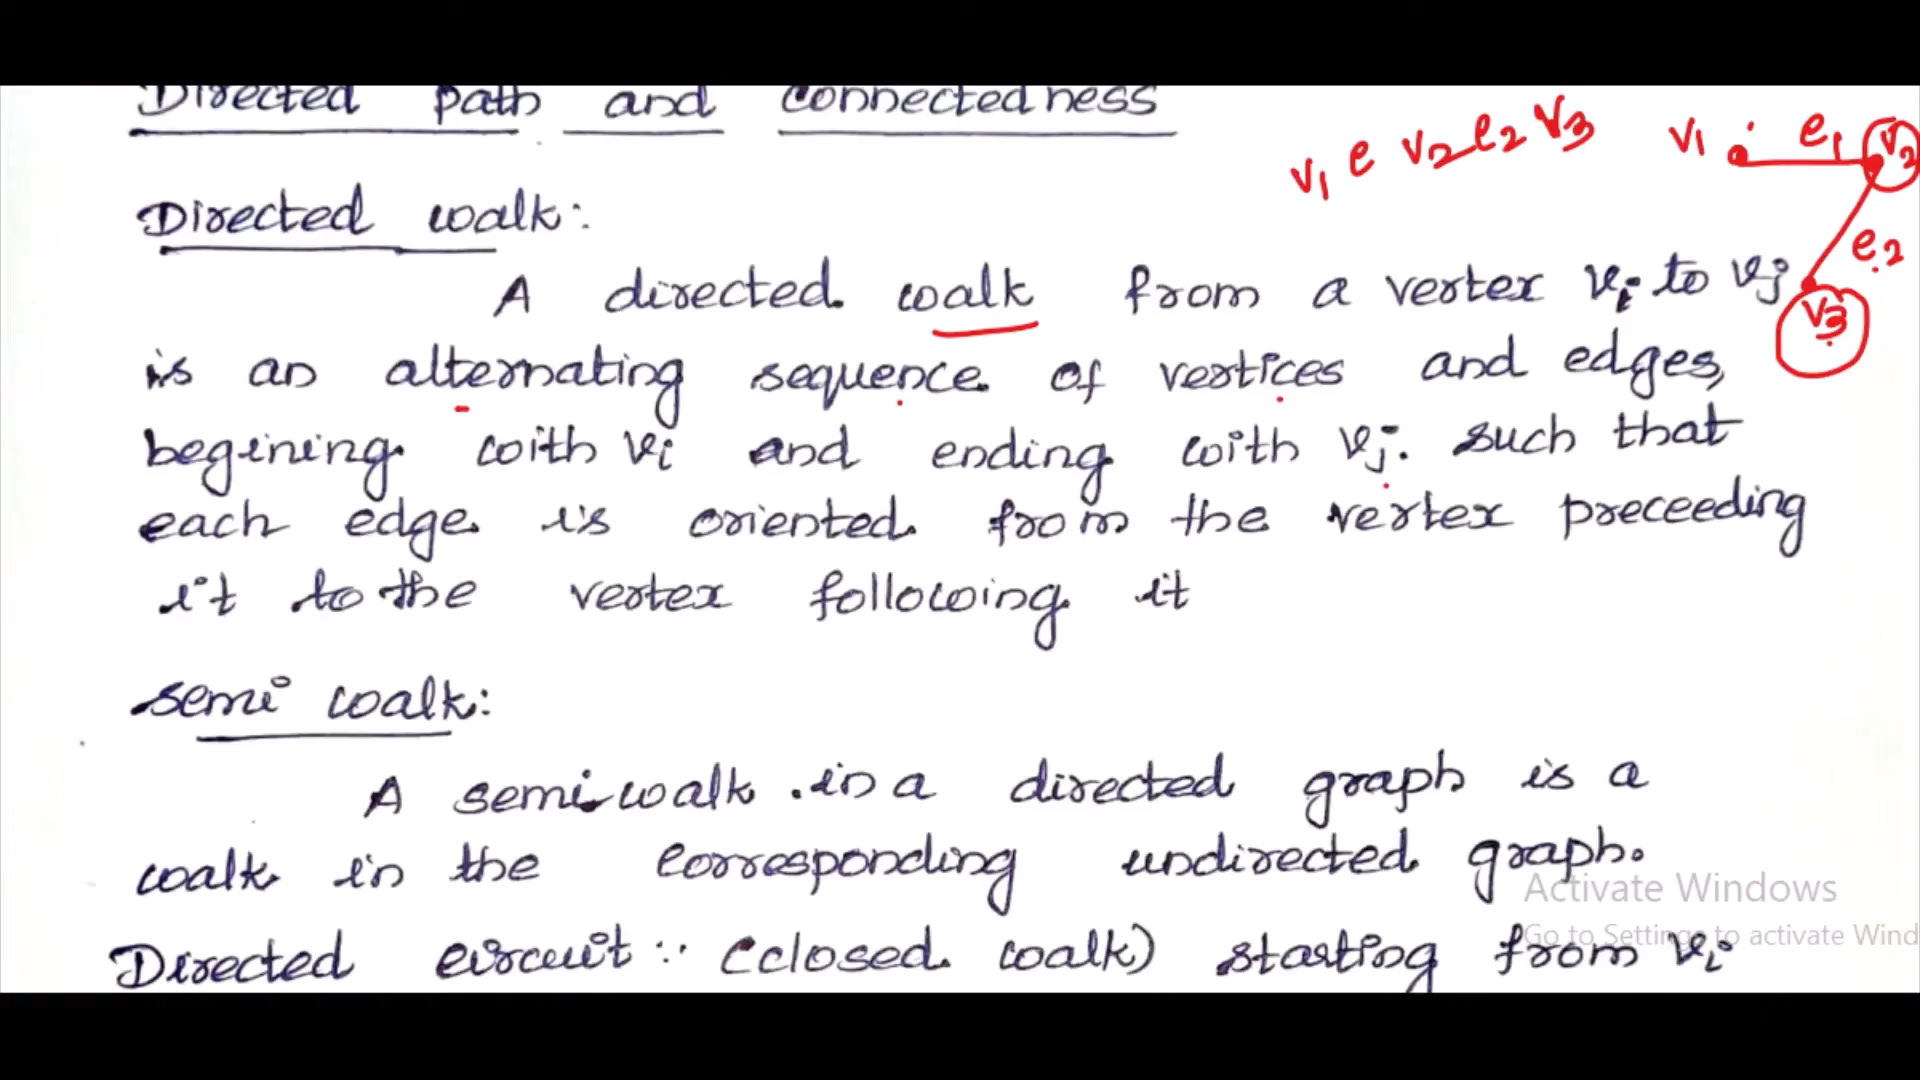 Directed path and connectedness
v1 e v2 e2 v3
v1 e1 v2
Directed walk:
e2
A directed walk from a vertex vi to vj
v3
is an alternating sequence of vertices and edges,
begining with vi and ending with vj. such that
each edge is oriented from the vertex preceeding
it to the vertex following it
semi walk:
A semi walk in a directed graph is a
walk in the corresponding undirected graph.
Activate Windows
Go to Settings to activate Wind
Directed circuit: (closed walk) starting from vi